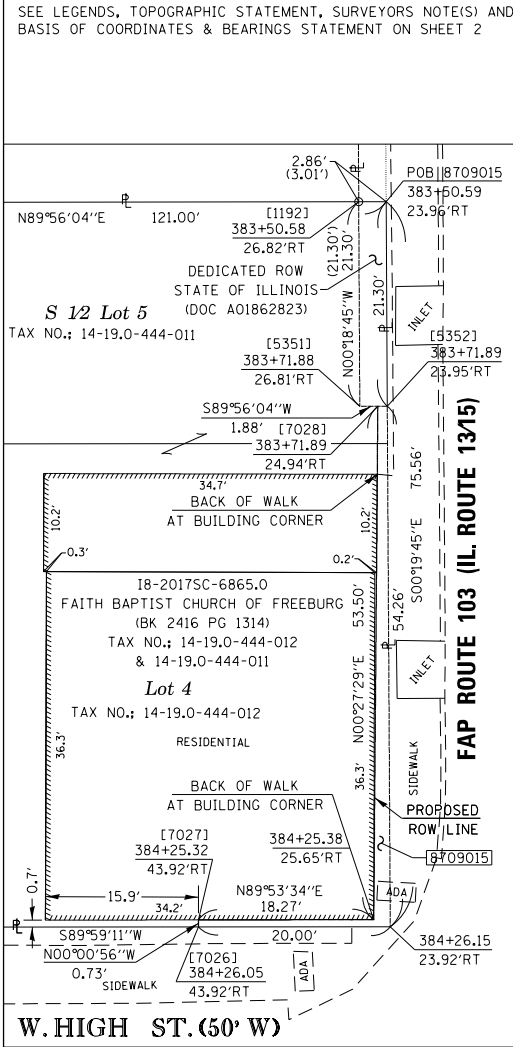 SEE LEGENDS, TOPOGRAPHIC STATEMENT, SURVEYORS NOTE(S) AND
BASIS OF COORDINATES & BEARINGS STATEMENT ON SHEET 2
2.86'
(3.01')
POB 8709015
383+50.59
23.96'RT
N89°56'04"E 121.00'
[1192]
383+50.58
26.82'RT
DEDICATED ROW
STATE OF ILLINOIS
(DOC A01862823)
(21.30')
21.30'
N00°18'45"W
21.30'
INLET
S 1/2 Lot 5
TAX NO.; 14-19.0-444-011
[5351]
383+71.88
26.81'RT
[5352]
383+71.89
23.95'RT
S89°56'04"W
1.88'
[7028]
383+71.89
24.94'RT
34.7'
BACK OF WALK
AT BUILDING CORNER
10.2'
10.2'
75.56'
S00°19'45"E
54.26'
FAP ROUTE 103 (IL. ROUTE 13/15)
0.3'
0.2'
I8-2017SC-6865.0
FAITH BAPTIST CHURCH OF FREEBURG
(BK 2416 PG 1314)
TAX NO.; 14-19.0-444-012
& 14-19.0-444-011
53.50'
N00°27'29"E
Lot 4
TAX NO.; 14-19.0-444-012
RESIDENTIAL
INLET
SIDEWALK
36.3'
36.3'
BACK OF WALK
AT BUILDING CORNER
PROPOSED
ROW LINE
[7027]
384+25.32
43.92'RT
384+25.38
25.65'RT
8709015
0.7'
15.9'
34.2'
N89°53'34"E
18.27'
ADA
S89°59'11"W
20.00'
N00°00'56"W
0.73'
SIDEWALK
[7026]
384+26.05
43.92'RT
ADA
384+26.15
23.92'RT
W. HIGH ST. (50' W)